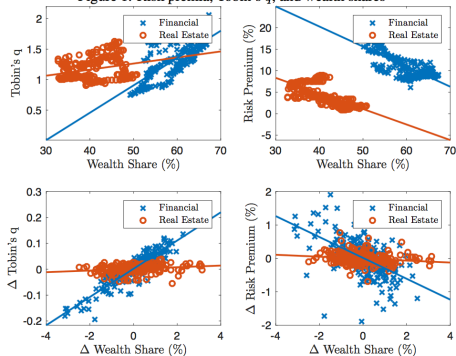 Risk premia, Tobin's q, and wealth shares
Tobin's q
2
1.5
1
0.5
Financial
Real Estate
30 40 50 60 70
Wealth Share (%)
Risk Premium (%)
20
15
10
5
0
-5
Financial
Real Estate
30 40 50 60 70
Wealth Share (%)
Δ Tobin's q
0.3
0.2
0.1
0
-0.1
-0.2
Financial
Real Estate
-4 -2 0 2 4
Δ Wealth Share (%)
Δ Risk Premium (%)
2
1
0
-1
-2
Financial
Real Estate
-4 -2 0 2 4
Δ Wealth Share (%)